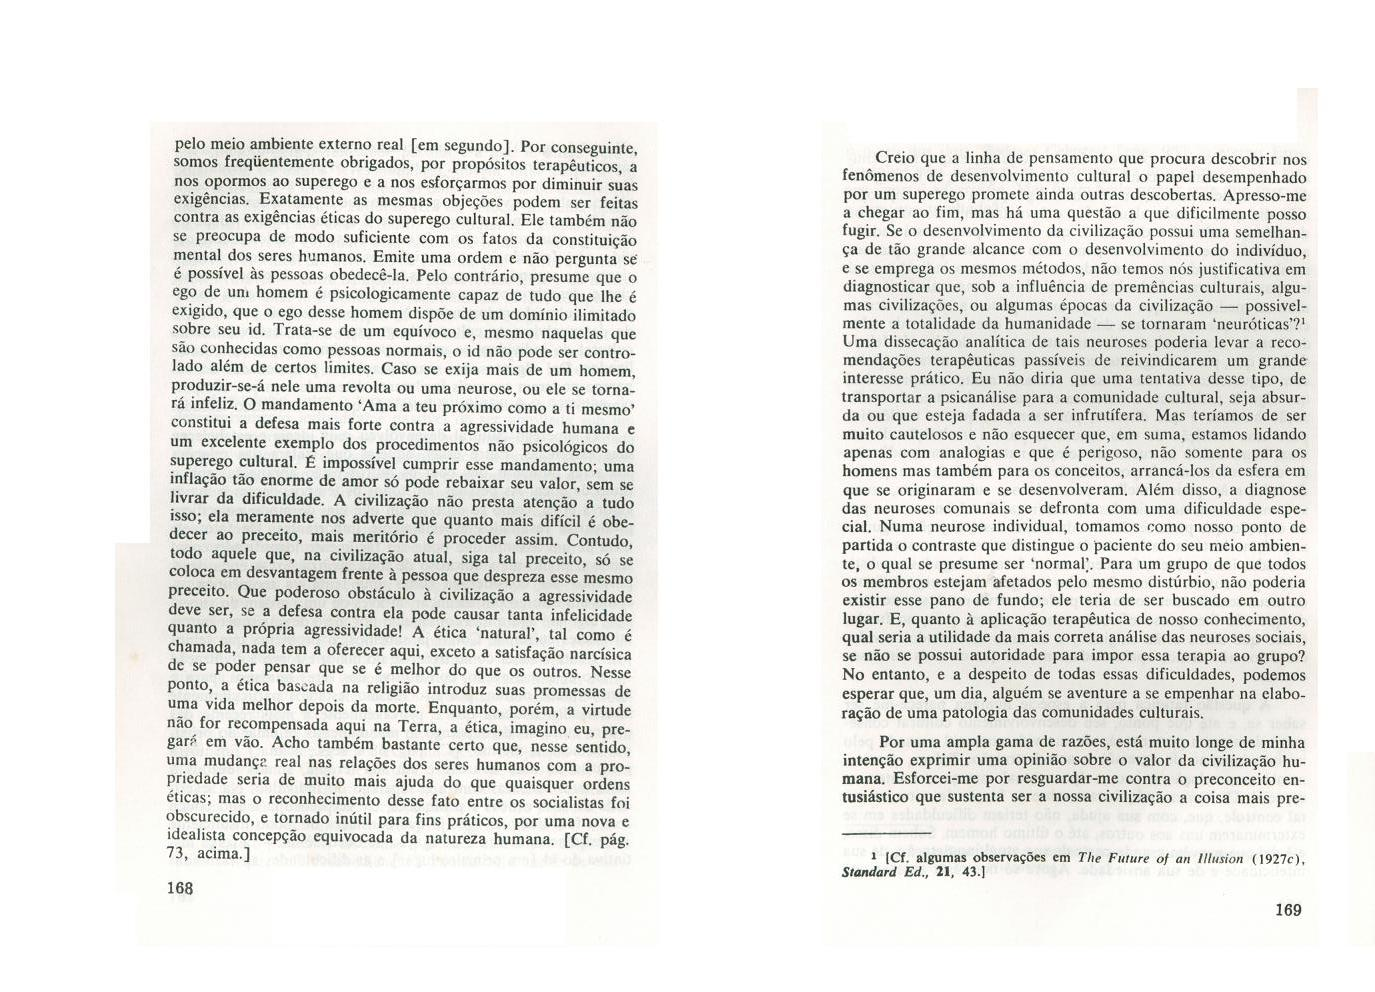 pelo meio ambiente externo real [em segundo]. Por conseguinte,
somos freqüentemente obrigados, por propósitos terapêuticos, a
nos opormos ao superego e a nos esforçarmos por diminuir suas
exigências. Exatamente as mesmas objeções podem ser feitas
contra as exigências éticas do superego cultural. Ele também não
se preocupa de modo suficiente com os fatos da constituição
mental dos seres humanos. Emite uma ordem e não pergunta se
é possível às pessoas obedecê-la. Pelo contrário, presume que o
ego de um homem é psicologicamente capaz de tudo que lhe é
exigido, que o ego desse homem dispõe de um domínio ilimitado
sobre seu id. Trata-se de um equívoco e, mesmo naquelas que
são conhecidas como pessoas normais, o id não pode ser contro-
lado além de certos limites. Caso se exija mais de um homem,
produzir-se-á nele uma revolta ou uma neurose, ou ele se torna-
rá infeliz. O mandamento ‘Ama a teu próximo como a ti mesmo’
constitui a defesa mais forte contra a agressividade humana e
um excelente exemplo dos procedimentos não psicológicos do
superego cultural. É impossível cumprir esse mandamento; uma
inflação tão enorme de amor só pode rebaixar seu valor, sem se
livrar da dificuldade. A civilização não presta atenção a tudo
isso; ela meramente nos adverte que quanto mais difícil é obe-
decer ao preceito, mais meritório é proceder assim. Contudo,
todo aquele que, na civilização atual, siga tal preceito, só se
coloca em desvantagem frente à pessoa que despreza esse mesmo
preceito. Que poderoso obstáculo à civilização a agressividade
deve ser, se a defesa contra ela pode causar tanta infelicidade
quanto a própria agressividade! A ética ‘natural’, tal como é
chamada, nada tem a oferecer aqui, exceto a satisfação narcísica
de se poder pensar que se é melhor do que os outros. Nesse
ponto, a ética baseada na religião introduz suas promessas de
uma vida melhor depois da morte. Enquanto, porém, a virtude
não for recompensada aqui na Terra, a ética, imagino eu, pre-
gará em vão. Acho também bastante certo que, nesse sentido,
uma mudança real nas relações dos seres humanos com a pro-
priedade seria de muito mais ajuda do que quaisquer ordens
éticas; mas o reconhecimento desse fato entre os socialistas foi
obscurecido, e tornado inútil para fins práticos, por uma nova e
idealista concepção equivocada da natureza humana. [Cf. pág.
73, acima.]
168
Creio que a linha de pensamento que procura descobrir nos
fenômenos de desenvolvimento cultural o papel desempenhado
por um superego promete ainda outras descobertas. Apresso-me
a chegar ao fim, mas há uma questão a que dificilmente posso
fugir. Se o desenvolvimento da civilização possui uma semelhan-
ça de tão grande alcance com o desenvolvimento do indivíduo,
e se emprega os mesmos métodos, não temos nós justificativa em
diagnosticar que, sob a influência de premências culturais, algu-
mas civilizações, ou algumas épocas da civilização — possivel-
mente a totalidade da humanidade — se tornaram ‘neuróticas’?¹
Uma dissecação analítica de tais neuroses poderia levar a reco-
mendações terapêuticas passíveis de reivindicarem um grande
interesse prático. Eu não diria que uma tentativa desse tipo, de
transportar a psicanálise para a comunidade cultural, seja absur-
da ou que esteja fadada a ser infrutífera. Mas teríamos de ser
muito cautelosos e não esquecer que, em suma, estamos lidando
apenas com analogias e que é perigoso, não somente para os
homens mas também para os conceitos, arrancá-los da esfera em
que se originaram e se desenvolveram. Além disso, a diagnose
das neuroses comunais se defronta com uma dificuldade espe-
cial. Numa neurose individual, tomamos como nosso ponto de
partida o contraste que distingue o paciente do seu meio ambien-
te, o qual se presume ser ‘normal’. Para um grupo de que todos
os membros estejam afetados pelo mesmo distúrbio, não poderia
existir esse pano de fundo; ele teria de ser buscado em outro
lugar. E, quanto à aplicação terapêutica de nosso conhecimento,
qual seria a utilidade da mais correta análise das neuroses sociais,
se não se possui autoridade para impor essa terapia ao grupo?
No entanto, e a despeito de todas essas dificuldades, podemos
esperar que, um dia, alguém se aventure a se empenhar na elabo-
ração de uma patologia das comunidades culturais.
Por uma ampla gama de razões, está muito longe de minha
intenção exprimir uma opinião sobre o valor da civilização hu-
mana. Esforcei-me por resguardar-me contra o preconceito en-
tusiástico que sustenta ser a nossa civilização a coisa mais pre-
¹ [Cf. algumas observações em The Future of an Illusion (1927c),
Standard Ed., 21, 43.]
169